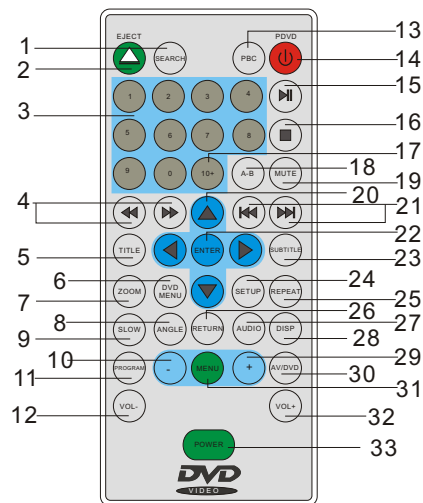 EJECT PDVD
1 SEARCH PBC 13
2 14
1 2 3 4 15
3
5 6 7 8 16
17
9 0 10+ A-B MUTE 18
19
4 20
21
22
5 TITLE ENTER SUBTITLE 23
6 24
7 ZOOM DVD MENU SETUP REPEAT 25
26
8 27
9 SLOW ANGLE RETURN AUDIO DISP 28
10 29
11 PROGRAM - MENU + AV/DVD 30
31
12 VOL- VOL+ 32
POWER 33
DVD
VIDEO